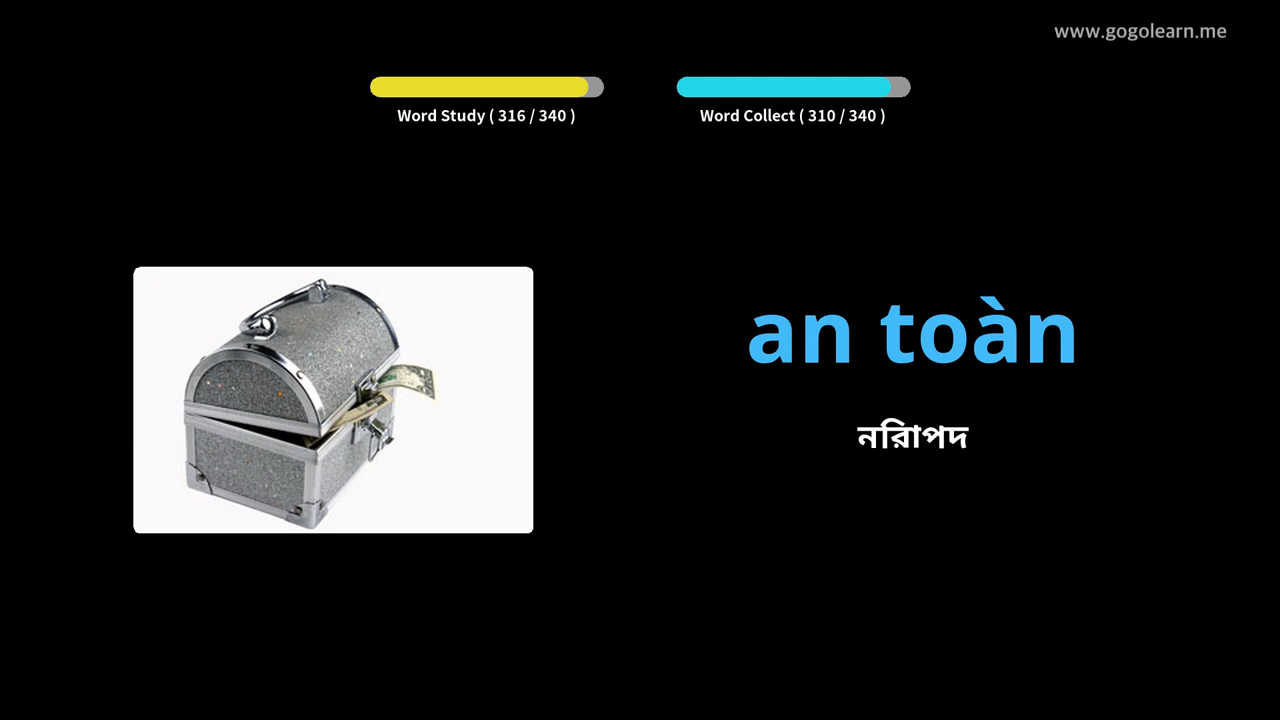 www.gogolearn.me
Word Study ( 316 / 340 )
Word Collect ( 310 / 340 )
an toàn
নিরাপদ